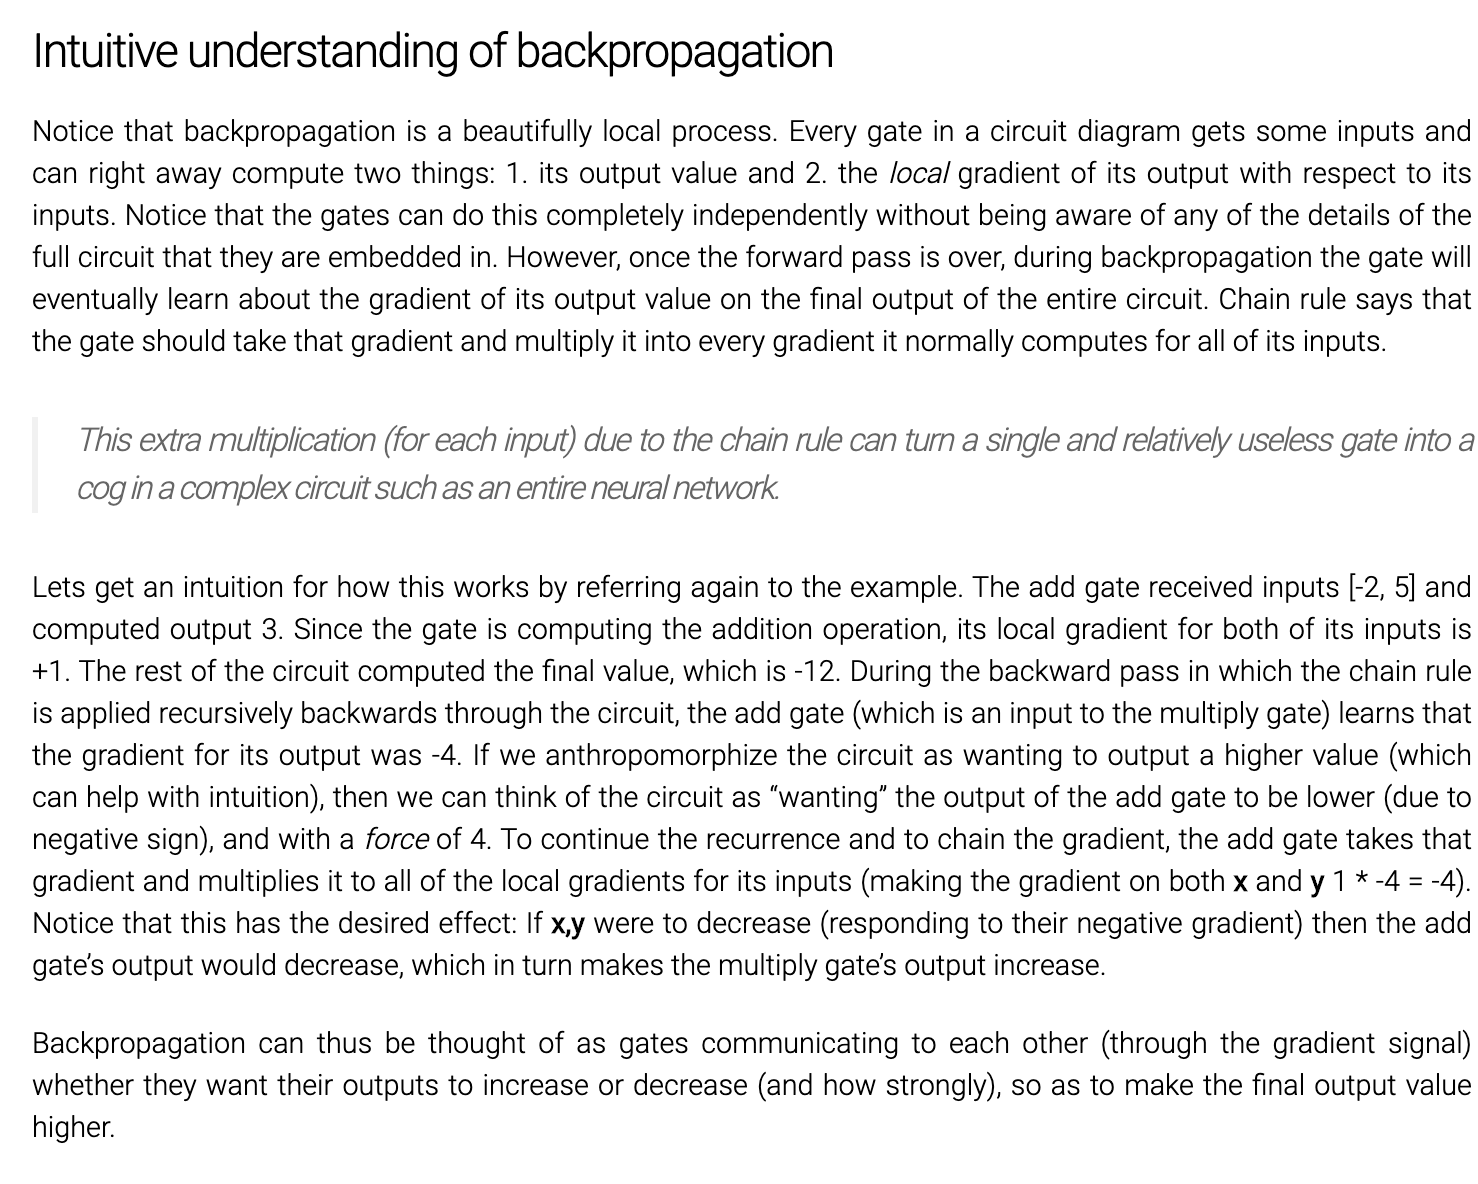 Intuitive understanding of backpropagation
Notice that backpropagation is a beautifully local process. Every gate in a circuit diagram gets some inputs and
can right away compute two things: 1. its output value and 2. the local gradient of its output with respect to its
inputs. Notice that the gates can do this completely independently without being aware of any of the details of the
full circuit that they are embedded in. However, once the forward pass is over, during backpropagation the gate will
eventually learn about the gradient of its output value on the final output of the entire circuit. Chain rule says that
the gate should take that gradient and multiply it into every gradient it normally computes for all of its inputs.
This extra multiplication (for each input) due to the chain rule can turn a single and relatively useless gate into a
cog in a complex circuit such as an entire neural network.
Lets get an intuition for how this works by referring again to the example. The add gate received inputs [-2, 5] and
computed output 3. Since the gate is computing the addition operation, its local gradient for both of its inputs is
+1. The rest of the circuit computed the final value, which is -12. During the backward pass in which the chain rule
is applied recursively backwards through the circuit, the add gate (which is an input to the multiply gate) learns that
the gradient for its output was -4. If we anthropomorphize the circuit as wanting to output a higher value (which
can help with intuition), then we can think of the circuit as “wanting” the output of the add gate to be lower (due to
negative sign), and with a force of 4. To continue the recurrence and to chain the gradient, the add gate takes that
gradient and multiplies it to all of the local gradients for its inputs (making the gradient on both x and y 1 * -4 = -4).
Notice that this has the desired effect: If x,y were to decrease (responding to their negative gradient) then the add
gate’s output would decrease, which in turn makes the multiply gate’s output increase.
Backpropagation can thus be thought of as gates communicating to each other (through the gradient signal)
whether they want their outputs to increase or decrease (and how strongly), so as to make the final output value
higher.